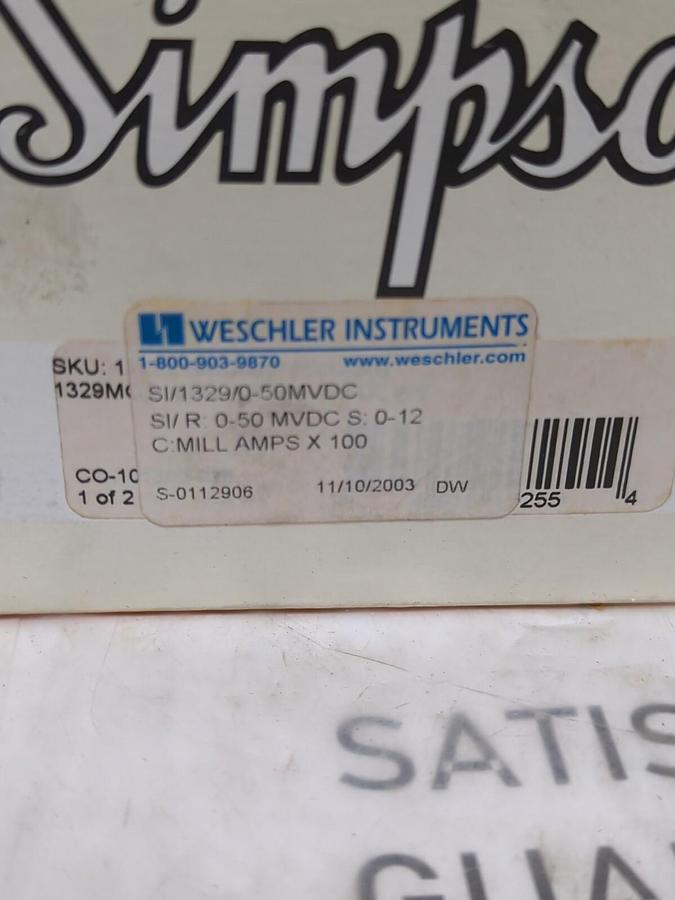 Simpso
WESCHLER INSTRUMENTS
1-800-903-9870 www.weschler.com
SKU: 1
1329M
SI/1329/0-50MVDC
SI/ R: 0-50 MVDC S: 0-12
C:MILL AMPS X 100
CO-10
1 of 2
S-0112906 11/10/2003 DW
255 4
SATIS
GUA